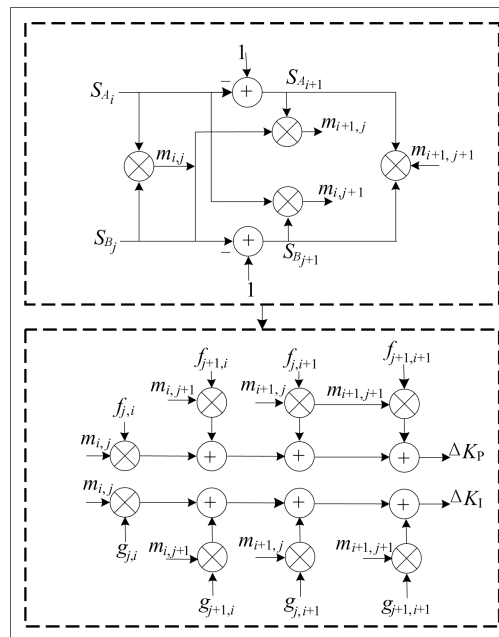 1
S_{A_i} − + S_{A_{i+1}}
m_{i+1, j}
m_{i, j} m_{i+1, j+1}
m_{i, j+1}
S_{B_j} − + S_{B_{j+1}}
1
f_{j+1, i} f_{j, i+1} f_{j+1, i+1}
m_{i, j+1} m_{i+1, j} m_{i+1, j+1}
f_{j, i}
m_{i, j} + + + ΔK_P
m_{i, j} + + + ΔK_I
g_{j, i} m_{i, j+1} m_{i+1, j} m_{i+1, j+1}
g_{j+1, i} g_{j, i+1} g_{j+1, i+1}